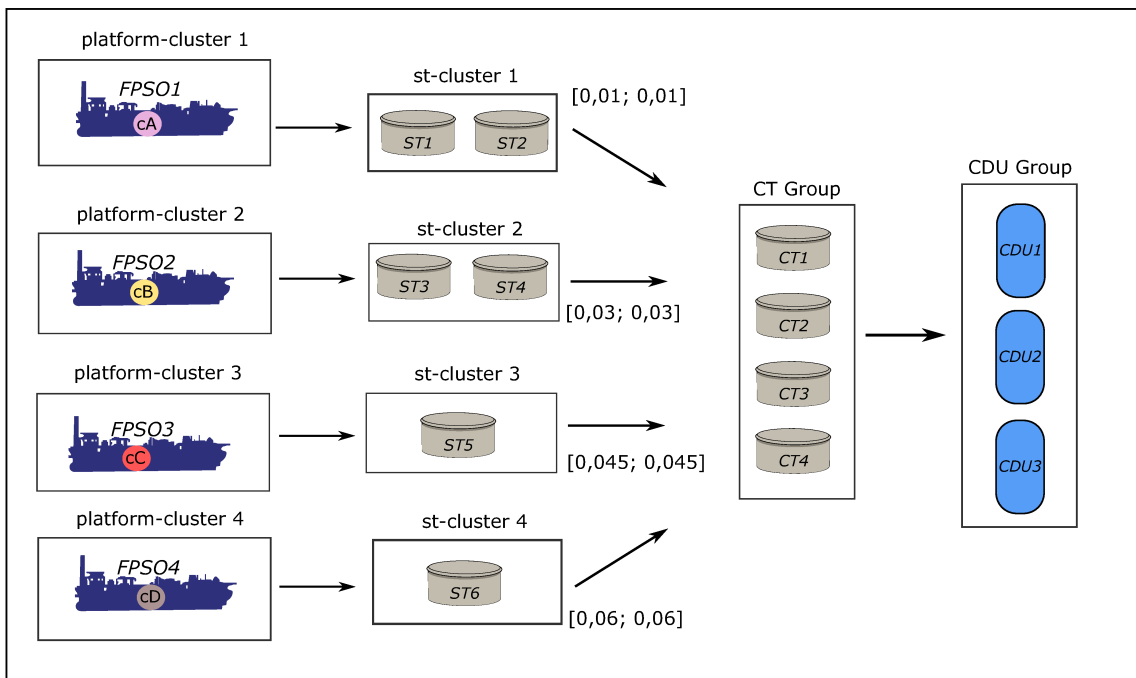 platform-cluster 1
FPSO1
cA
st-cluster 1
ST1
ST2
[0,01; 0,01]
platform-cluster 2
FPSO2
cB
st-cluster 2
ST3
ST4
[0,03; 0,03]
platform-cluster 3
FPSO3
cC
st-cluster 3
ST5
[0,045; 0,045]
platform-cluster 4
FPSO4
cD
st-cluster 4
ST6
[0,06; 0,06]
CT Group
CT1
CT2
CT3
CT4
CDU Group
CDU1
CDU2
CDU3